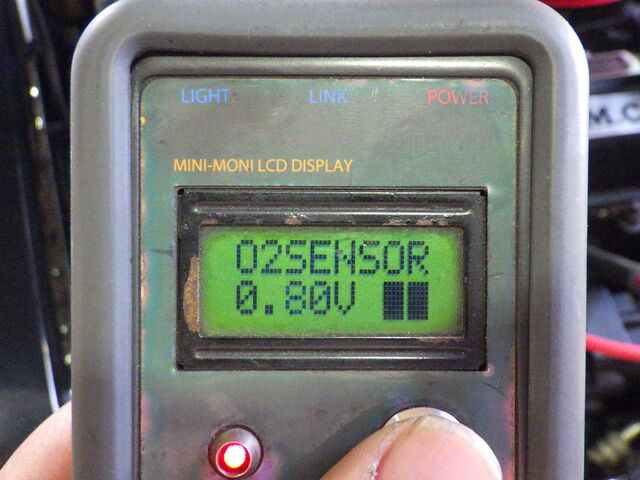 LIGHT LINK POWER
MINI-MONI LCD DISPLAY
O2SENSOR
0.80V
M.C